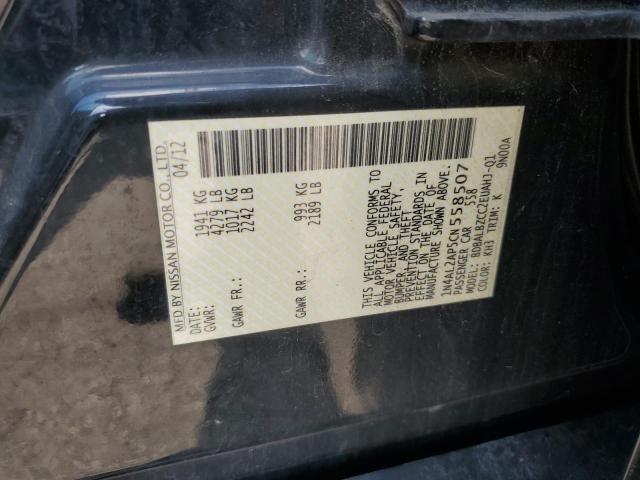 MFD BY NISSAN MOTOR CO., LTD.
DATE: 04/12
GVWR: 1941 KG
4279 LB
GAWR FR.: 1017 KG
2242 LB
GAWR RR.: 993 KG
2189 LB
THIS VEHICLE CONFORMS TO
ALL APPLICABLE FEDERAL
MOTOR VEHICLE SAFETY,
BUMPER, AND THEFT
PREVENTION STANDARDS IN
EFFECT ON THE DATE OF
MANUFACTURE SHOWN ABOVE.
1N4AL2AP5CN558507
PASSENGER CAR 558
MODEL: BDBALBZCC2EUAHJ-Q1
COLOR: KH3 TRIM: K 9N00A